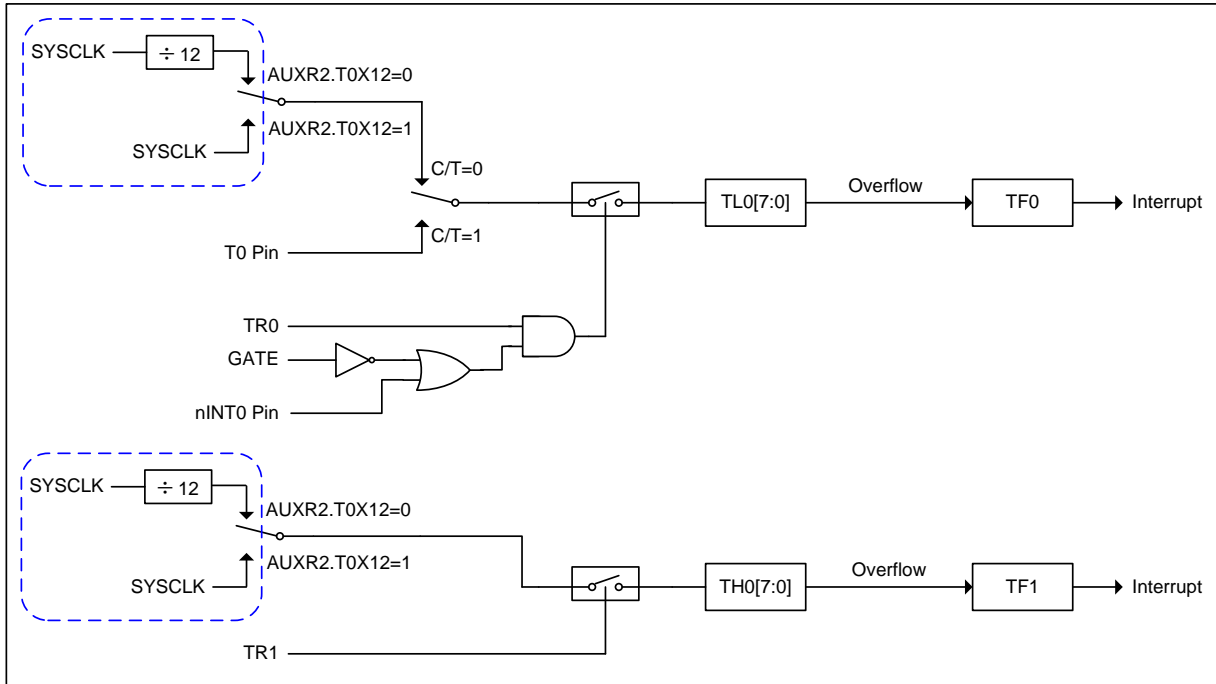 SYSCLK
÷ 12
AUXR2.T0X12=0
AUXR2.T0X12=1
SYSCLK
C/T=0
C/T=1
T0 Pin
TL0[7:0]
Overflow
TF0
Interrupt
TR0
GATE
nINT0 Pin
SYSCLK
÷ 12
AUXR2.T0X12=0
AUXR2.T0X12=1
SYSCLK
TH0[7:0]
Overflow
TF1
Interrupt
TR1